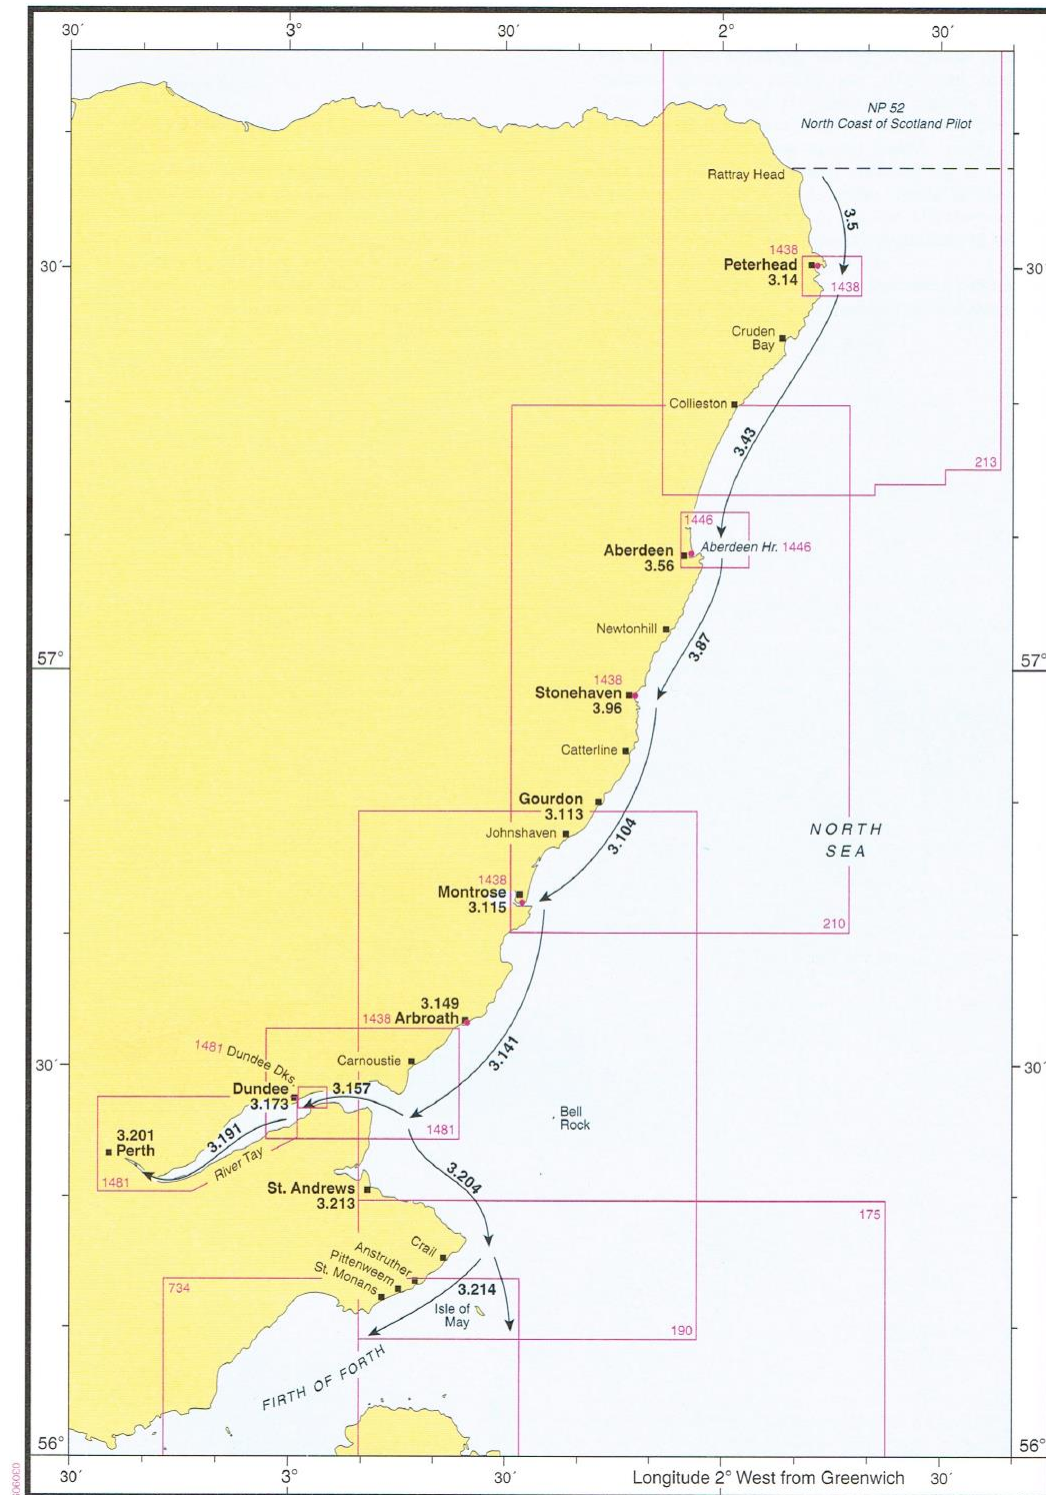 30′ 3° 30′ 2° 30′
NP 52
North Coast of Scotland Pilot
Rattray Head
3.5
30′
30′
1438
Peterhead
3.14
1438
Cruden
Bay
Collieston
3.43
213
1446
Aberdeen
3.56
Aberdeen Hr. 1446
Newtonhill
3.87
57°
57°
1438
Stonehaven
3.96
Catterline
Gourdon
3.113
Johnshaven
3.104
NORTH
SEA
1438
Montrose
3.115
210
3.149
1438 Arbroath
3.141
Carnoustie
30′
30′
1481 Dundee Dks.
Dundee
3.173
3.157
Bell
Rock
1481
3.201
Perth
3.191
River Tay
1481
3.204
St. Andrews
3.213
175
Crail
Anstruther
Pittenweem
St. Monans
734
3.214
Isle of
May
190
FIRTH OF FORTH
56°
56°
30′ 3° 30′ Longitude 2° West from Greenwich 30′